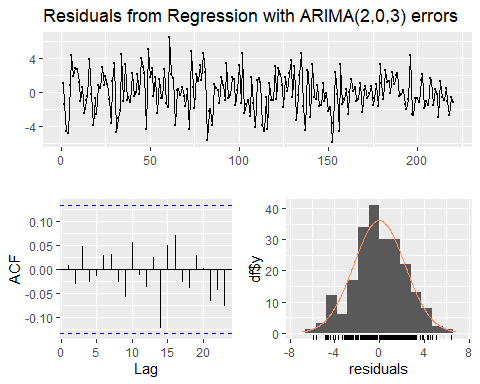 Residuals from Regression with ARIMA(2,0,3) errors
4
0
-4
0 50 100 150 200
ACF
0.10
0.05
0.00
-0.05
-0.10
0 5 10 15 20
Lag
df$y
40
30
20
10
0
-8 -4 0 4 8
residuals